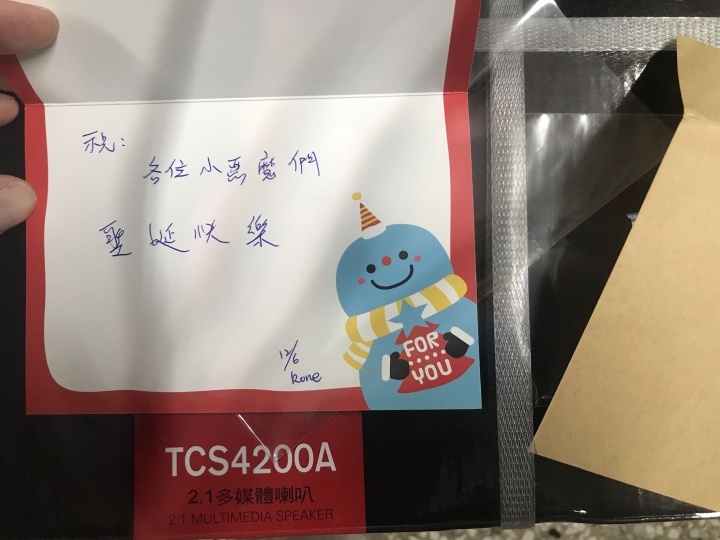 祝：
各位小惡魔們
聖誕快樂
12/6
Rone
FOR
YOU
TCS4200A
2.1多媒體喇叭
2.1 MULTIMEDIA SPEAKER